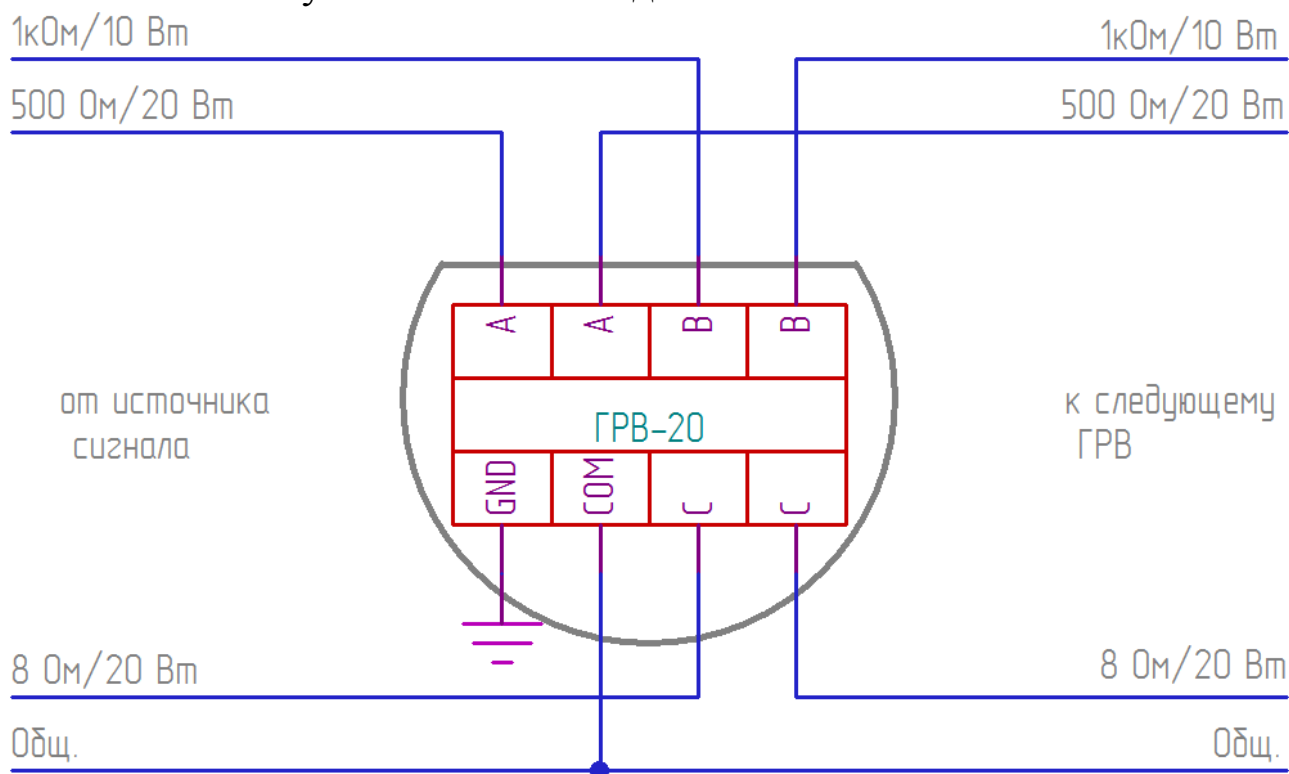 1кОм/10 Вт
1кОм/10 Вт
500 Ом/20 Вт
500 Ом/20 Вт
A
A
B
B
от источника
сигнала
ГРВ-20
к следующему
ГРВ
GND
COM
C
C
8 Ом/20 Вт
8 Ом/20 Вт
Общ.
Общ.